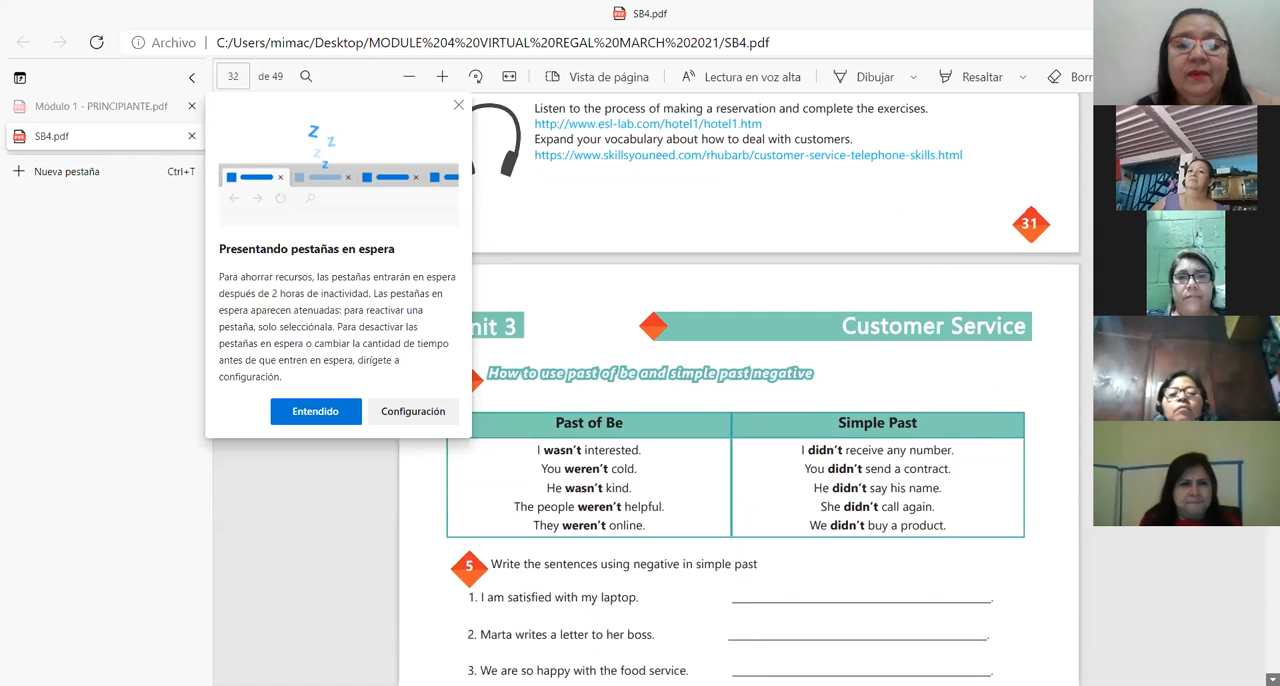 SB4.pdf
Archivo C:/Users/mimac/Desktop/MODULE%204%20VIRTUAL%20REGAL%20MARCH%202021/SB4.pdf
32 de 49 Vista de página Lectura en voz alta Dibujar Resaltar Borr
Módulo 1 - PRINCIPIANTE.pdf
SB4.pdf
Nueva pestaña Ctrl+T
z z z z
Presentando pestañas en espera
Para ahorrar recursos, las pestañas entrarán en espera
después de 2 horas de inactividad. Las pestañas en
espera aparecen atenuadas: para reactivar una
pestaña, solo selecciónala. Para desactivar las
pestañas en espera o cambiar la cantidad de tiempo
antes de que entren en espera, dirígete a
configuración.
Entendido Configuración
Listen to the process of making a reservation and complete the exercises.
http://www.esl-lab.com/hotel1/hotel1.htm
Expand your vocabulary about how to deal with customers.
https://www.skillsyouneed.com/rhubarb/customer-service-telephone-skills.html
31
nit 3 Customer Service
How to use past of be and simple past negative
Past of Be Simple Past
I wasn't interested. I didn't receive any number.
You weren't cold. You didn't send a contract.
He wasn't kind. He didn't say his name.
The people weren't helpful. She didn't call again.
They weren't online. We didn't buy a product.
5 Write the sentences using negative in simple past
1. I am satisfied with my laptop. ______________________________.
2. Marta writes a letter to her boss. ______________________________.
3. We are so happy with the food service. ______________________________.